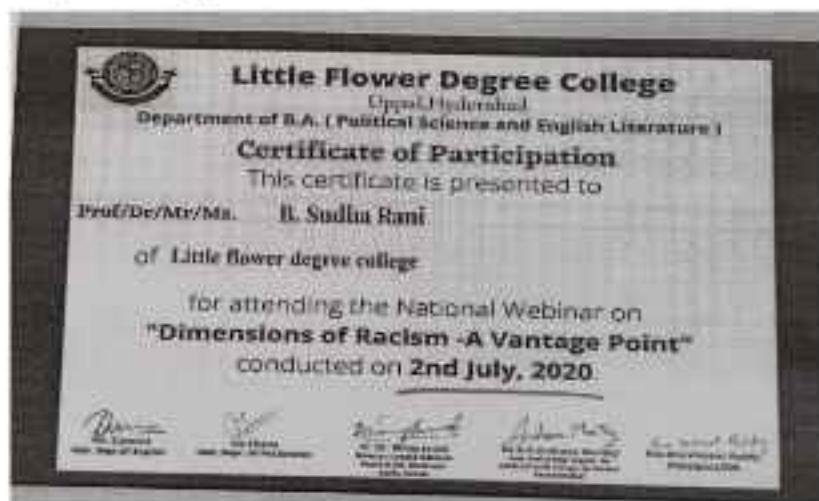 Little Flower Degree College
Uppal, Hyderabad
Department of B.A. ( Political Science and English Literature )
Certificate of Participation
This certificate is presented to
Prof/Dr/Mr/Ms. B. Sudha Rani
of Little flower degree college
for attending the National Webinar on
"Dimensions of Racism -A Vantage Point"
conducted on 2nd July, 2020